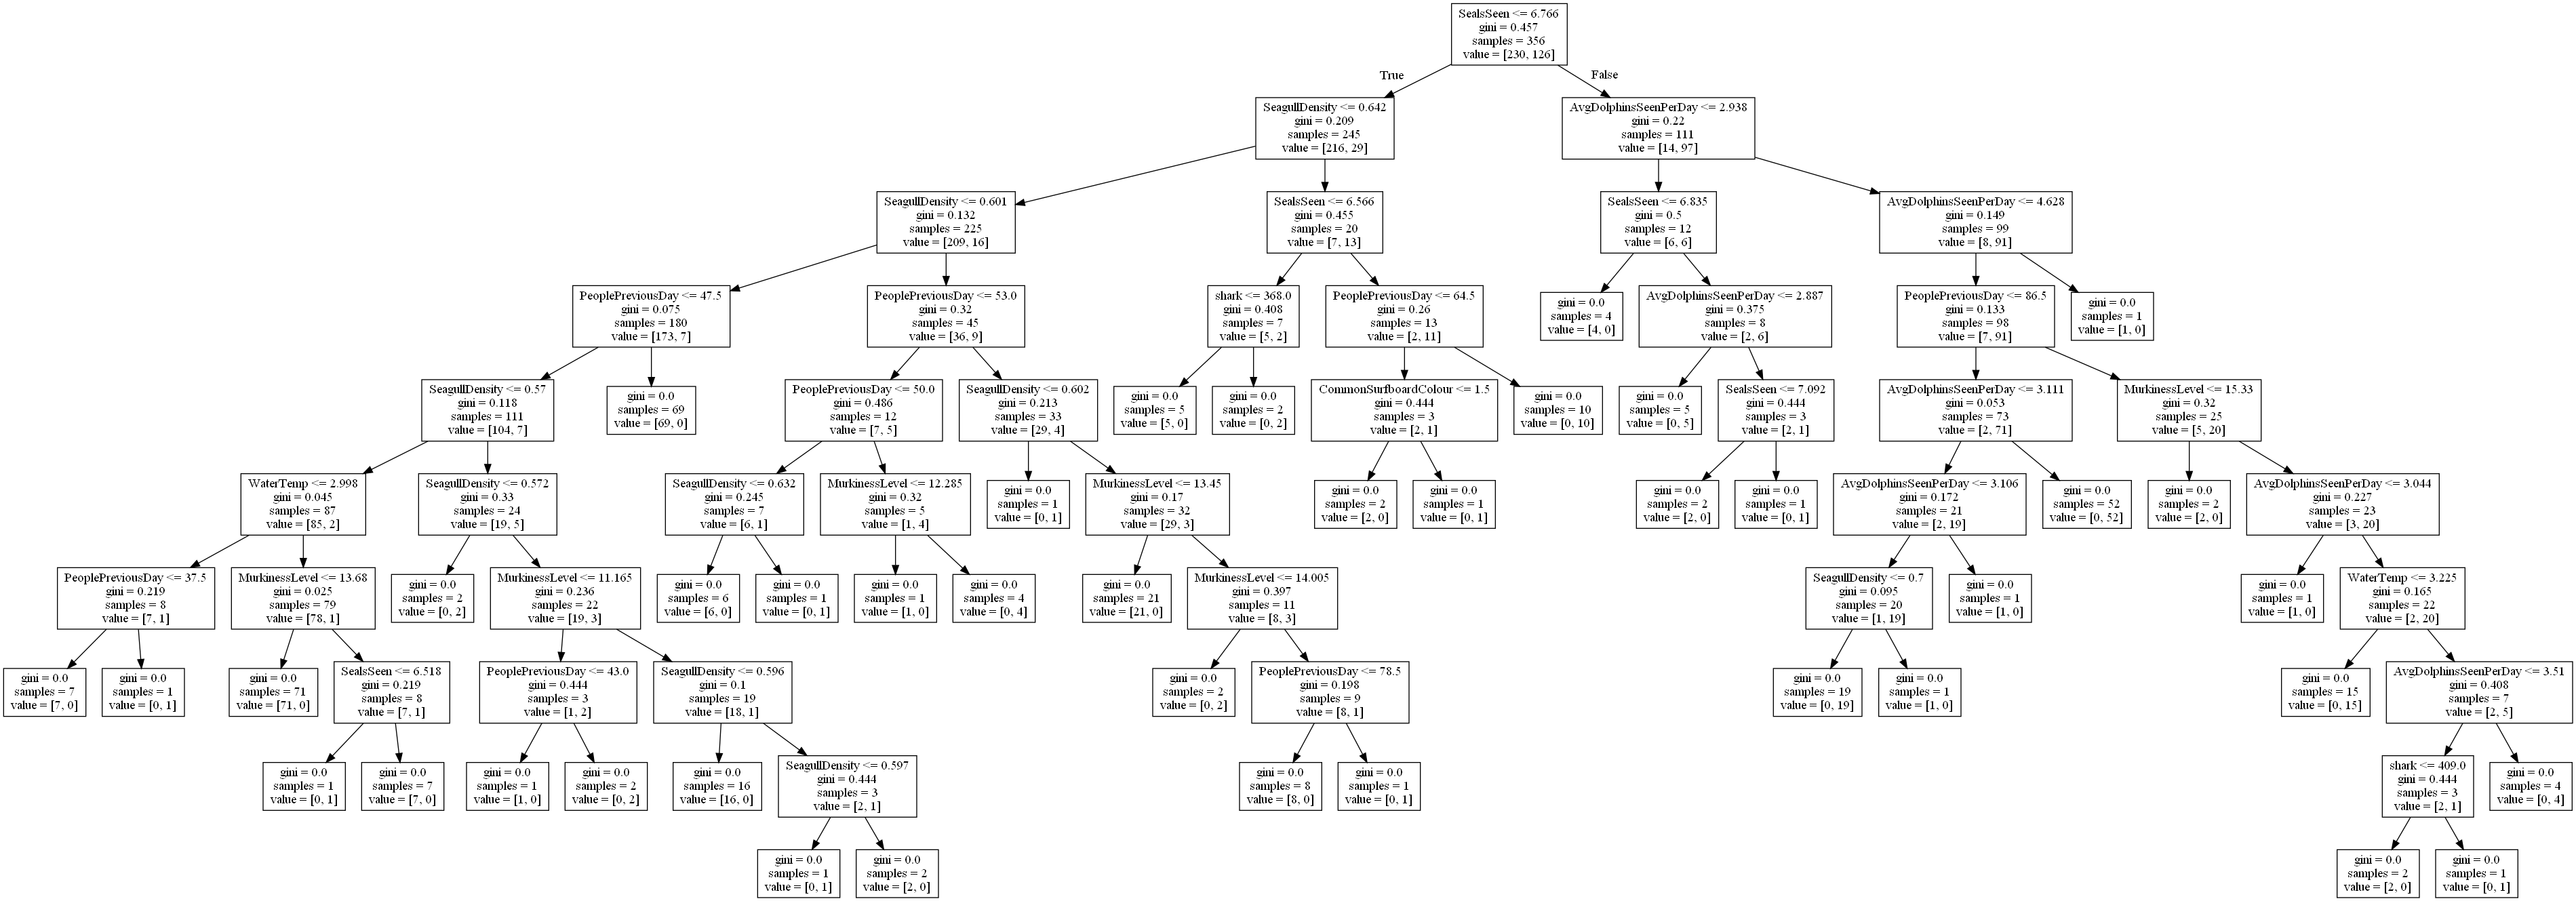 SealsSeen <= 6.766
gini = 0.457
samples = 356
value = [230, 126]
True
False
SeagullDensity <= 0.642
gini = 0.209
samples = 245
value = [216, 29]
AvgDolphinsSeenPerDay <= 2.938
gini = 0.22
samples = 111
value = [14, 97]
SeagullDensity <= 0.601
gini = 0.132
samples = 225
value = [209, 16]
SealsSeen <= 6.566
gini = 0.455
samples = 20
value = [7, 13]
SealsSeen <= 6.835
gini = 0.5
samples = 12
value = [6, 6]
AvgDolphinsSeenPerDay <= 4.628
gini = 0.149
samples = 99
value = [8, 91]
PeoplePreviousDay <= 47.5
gini = 0.075
samples = 180
value = [173, 7]
PeoplePreviousDay <= 53.0
gini = 0.32
samples = 45
value = [36, 9]
shark <= 368.0
gini = 0.408
samples = 7
value = [5, 2]
PeoplePreviousDay <= 64.5
gini = 0.26
samples = 13
value = [2, 11]
gini = 0.0
samples = 4
value = [4, 0]
AvgDolphinsSeenPerDay <= 2.887
gini = 0.375
samples = 8
value = [2, 6]
PeoplePreviousDay <= 86.5
gini = 0.133
samples = 98
value = [7, 91]
gini = 0.0
samples = 1
value = [1, 0]
SeagullDensity <= 0.57
gini = 0.118
samples = 111
value = [104, 7]
gini = 0.0
samples = 69
value = [69, 0]
PeoplePreviousDay <= 50.0
gini = 0.486
samples = 12
value = [7, 5]
SeagullDensity <= 0.602
gini = 0.213
samples = 33
value = [29, 4]
gini = 0.0
samples = 5
value = [5, 0]
gini = 0.0
samples = 2
value = [0, 2]
CommonSurfboardColour <= 1.5
gini = 0.444
samples = 3
value = [2, 1]
gini = 0.0
samples = 10
value = [0, 10]
gini = 0.0
samples = 5
value = [0, 5]
SealsSeen <= 7.092
gini = 0.444
samples = 3
value = [2, 1]
AvgDolphinsSeenPerDay <= 3.111
gini = 0.053
samples = 73
value = [2, 71]
MurkinessLevel <= 15.33
gini = 0.32
samples = 25
value = [5, 20]
WaterTemp <= 2.998
gini = 0.045
samples = 87
value = [85, 2]
SeagullDensity <= 0.572
gini = 0.33
samples = 24
value = [19, 5]
SeagullDensity <= 0.632
gini = 0.245
samples = 7
value = [6, 1]
MurkinessLevel <= 12.285
gini = 0.32
samples = 5
value = [1, 4]
gini = 0.0
samples = 1
value = [0, 1]
MurkinessLevel <= 13.45
gini = 0.17
samples = 32
value = [29, 3]
gini = 0.0
samples = 2
value = [2, 0]
gini = 0.0
samples = 1
value = [0, 1]
gini = 0.0
samples = 2
value = [2, 0]
gini = 0.0
samples = 1
value = [0, 1]
AvgDolphinsSeenPerDay <= 3.106
gini = 0.172
samples = 21
value = [2, 19]
gini = 0.0
samples = 52
value = [0, 52]
gini = 0.0
samples = 2
value = [2, 0]
AvgDolphinsSeenPerDay <= 3.044
gini = 0.227
samples = 23
value = [3, 20]
PeoplePreviousDay <= 37.5
gini = 0.219
samples = 8
value = [7, 1]
MurkinessLevel <= 13.68
gini = 0.025
samples = 79
value = [78, 1]
gini = 0.0
samples = 2
value = [0, 2]
MurkinessLevel <= 11.165
gini = 0.236
samples = 22
value = [19, 3]
gini = 0.0
samples = 6
value = [6, 0]
gini = 0.0
samples = 1
value = [0, 1]
gini = 0.0
samples = 1
value = [1, 0]
gini = 0.0
samples = 4
value = [0, 4]
gini = 0.0
samples = 21
value = [21, 0]
MurkinessLevel <= 14.005
gini = 0.397
samples = 11
value = [8, 3]
SeagullDensity <= 0.7
gini = 0.095
samples = 20
value = [1, 19]
gini = 0.0
samples = 1
value = [1, 0]
gini = 0.0
samples = 1
value = [1, 0]
WaterTemp <= 3.225
gini = 0.165
samples = 22
value = [2, 20]
gini = 0.0
samples = 7
value = [7, 0]
gini = 0.0
samples = 1
value = [0, 1]
gini = 0.0
samples = 71
value = [71, 0]
SealsSeen <= 6.518
gini = 0.219
samples = 8
value = [7, 1]
PeoplePreviousDay <= 43.0
gini = 0.444
samples = 3
value = [1, 2]
SeagullDensity <= 0.596
gini = 0.1
samples = 19
value = [18, 1]
gini = 0.0
samples = 2
value = [0, 2]
PeoplePreviousDay <= 78.5
gini = 0.198
samples = 9
value = [8, 1]
gini = 0.0
samples = 19
value = [0, 19]
gini = 0.0
samples = 1
value = [1, 0]
gini = 0.0
samples = 15
value = [0, 15]
AvgDolphinsSeenPerDay <= 3.51
gini = 0.408
samples = 7
value = [2, 5]
gini = 0.0
samples = 1
value = [0, 1]
gini = 0.0
samples = 7
value = [7, 0]
gini = 0.0
samples = 1
value = [1, 0]
gini = 0.0
samples = 2
value = [0, 2]
gini = 0.0
samples = 16
value = [16, 0]
SeagullDensity <= 0.597
gini = 0.444
samples = 3
value = [2, 1]
gini = 0.0
samples = 8
value = [8, 0]
gini = 0.0
samples = 1
value = [0, 1]
shark <= 409.0
gini = 0.444
samples = 3
value = [2, 1]
gini = 0.0
samples = 4
value = [0, 4]
gini = 0.0
samples = 1
value = [0, 1]
gini = 0.0
samples = 2
value = [2, 0]
gini = 0.0
samples = 2
value = [2, 0]
gini = 0.0
samples = 1
value = [0, 1]